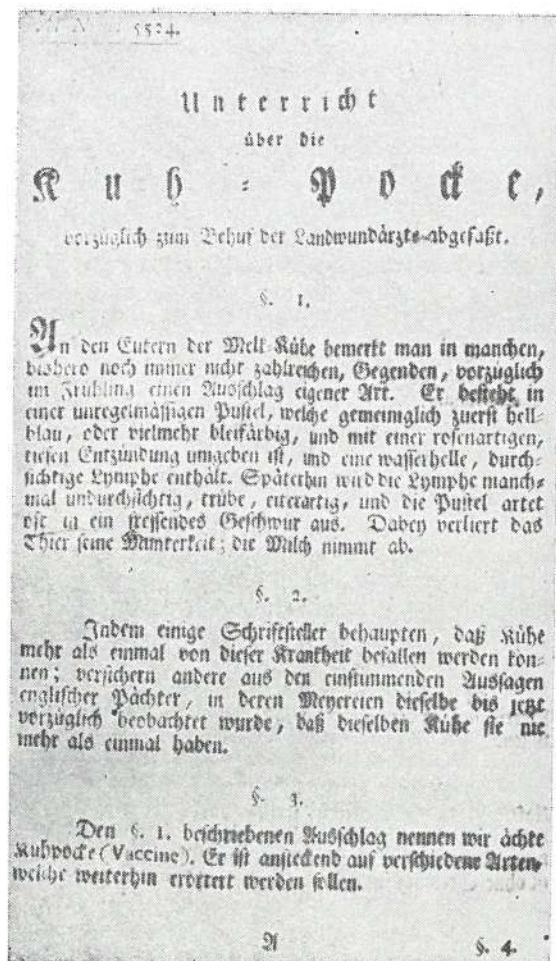 5524.
Unterricht
über die
Kuh-Pocke,
vorzüglich zum Behuf der Landwundärzte abgefaßt.
§. 1.
An den Eutern der Melk-Kühe bemerkt man in manchen,
bishero noch immer nicht zahlreichen, Gegenden, vorzüglich
im Frühling einen Ausschlag eigener Art. Er besteht in
einer unregelmässigen Pustel, welche gemeiniglich zuerst hell-
blau, oder vielmehr bleifärbig, und mit einer rosenartigen,
tiefen Entzündung umgeben ist, und eine wasserhelle, durch-
sichtige Lymphe enthält. Späterhin wird die Lymphe manch-
mal undurchsichtig, trübe, eiterartig, und die Pustel artet
oft in ein fressendes Geschwür aus. Dabey verliert das
Thier seine Munterkeit; die Milch nimmt ab.
§. 2.
Indem einige Schriftsteller behaupten, daß Kühe
mehr als einmal von dieser Krankheit befallen werden kön-
nen; versichern andere aus den einstimmenden Aussagen
englischer Pächter, in deren Meyereien dieselbe bis jetzt
vorzüglich beobachtet wurde, daß dieselben Kühe sie nie
mehr als einmal haben.
§. 3.
Den §. 1. beschriebenen Ausschlag nennen wir ächte
Kuhpocke (Vaccine). Er ist ansteckend auf verschiedene Arten,
welche weiterhin erörtert werden sollen.
A §. 4.